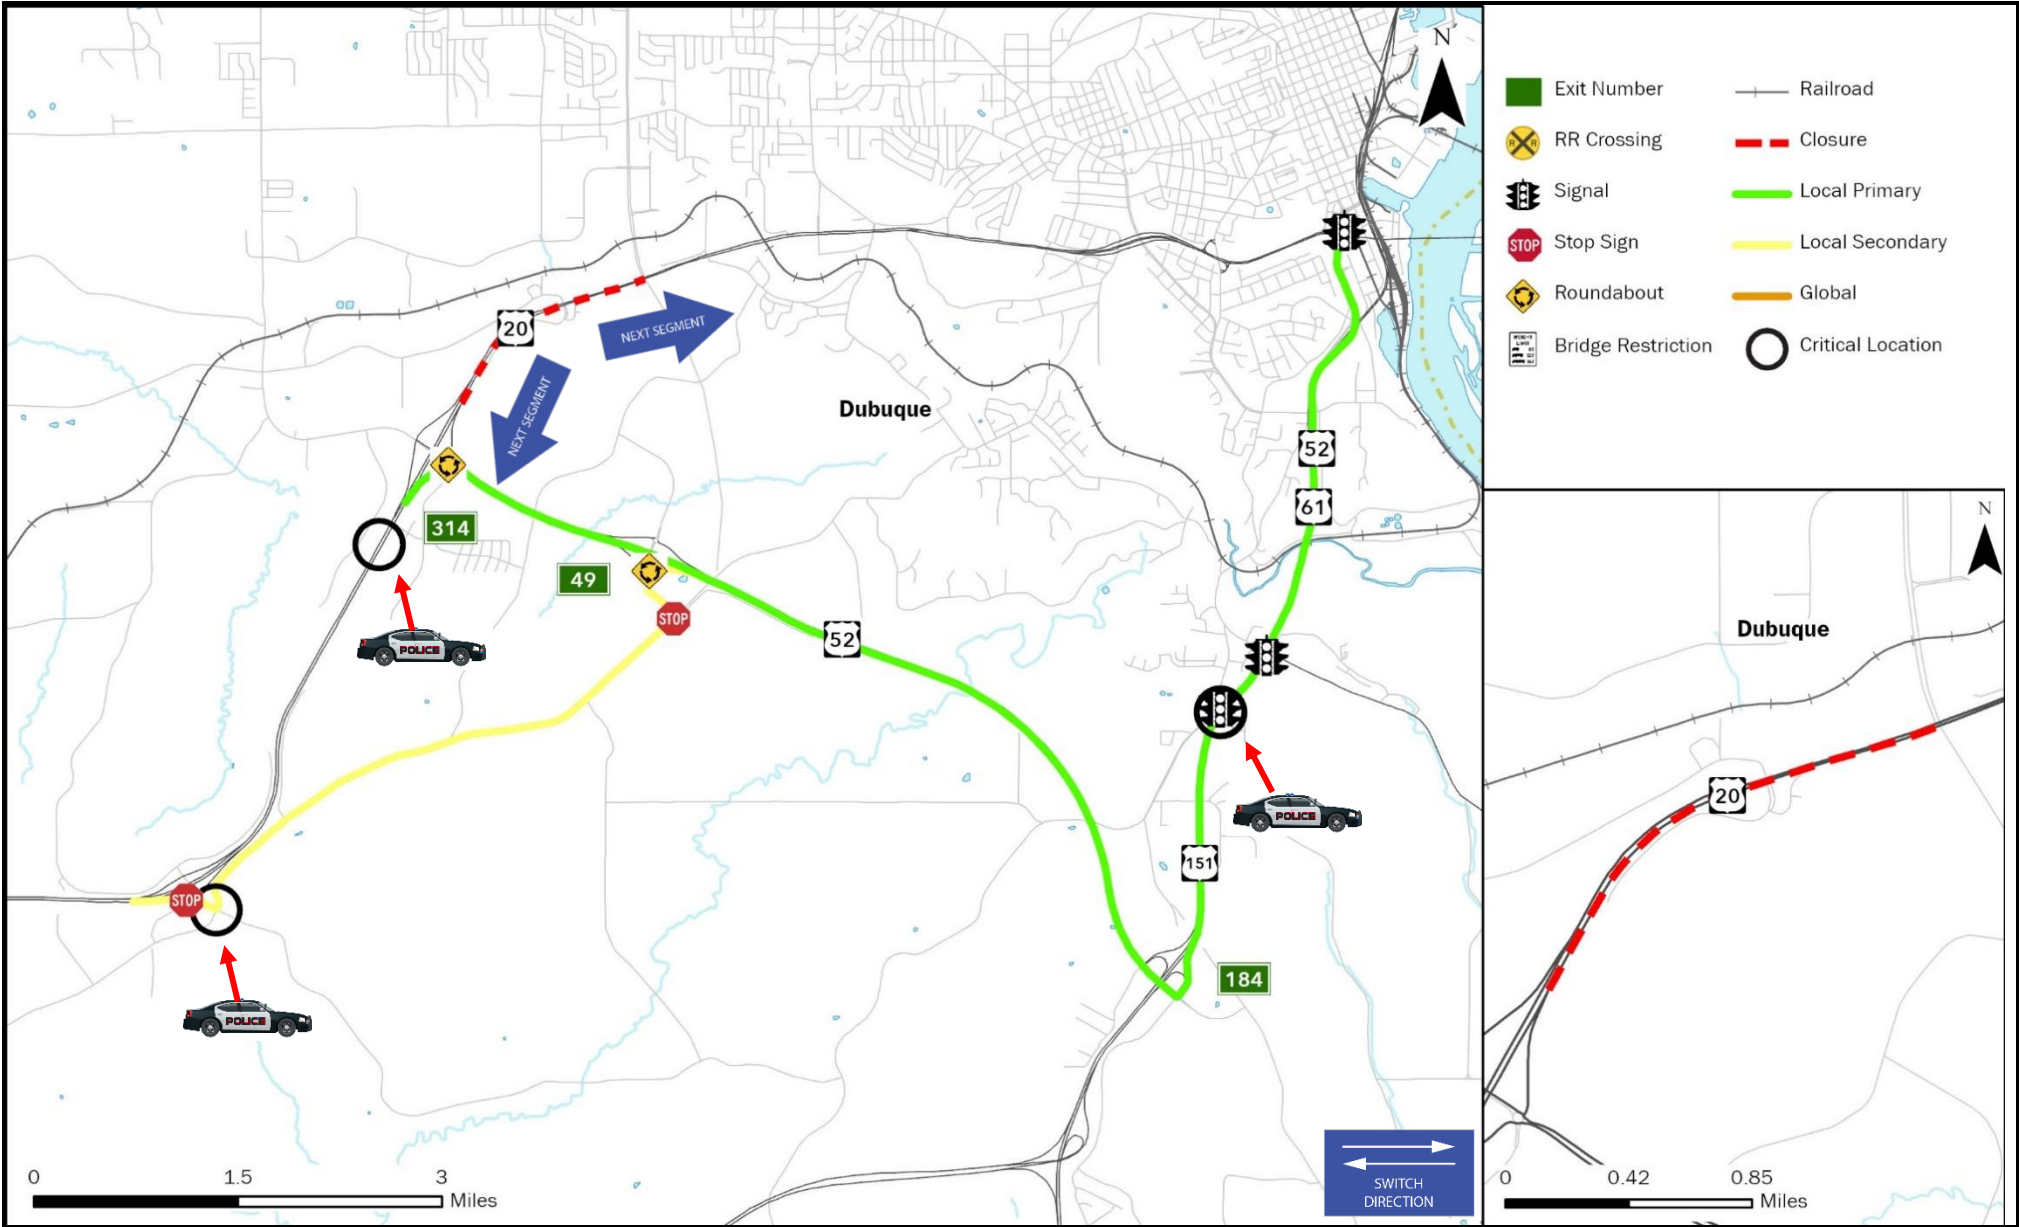 N
20
NEXT SEGMENT
NEXT SEGMENT
Dubuque
52
61
314
49
STOP
52
POLICE
POLICE
151
STOP
184
POLICE
0 1.5 3
Miles
SWITCH
DIRECTION
Exit Number
Railroad
R R
RR Crossing
Closure
Signal
Local Primary
STOP
Stop Sign
Local Secondary
Roundabout
Global
Bridge Restriction
Critical Location
N
Dubuque
20
0 0.42 0.85
Miles